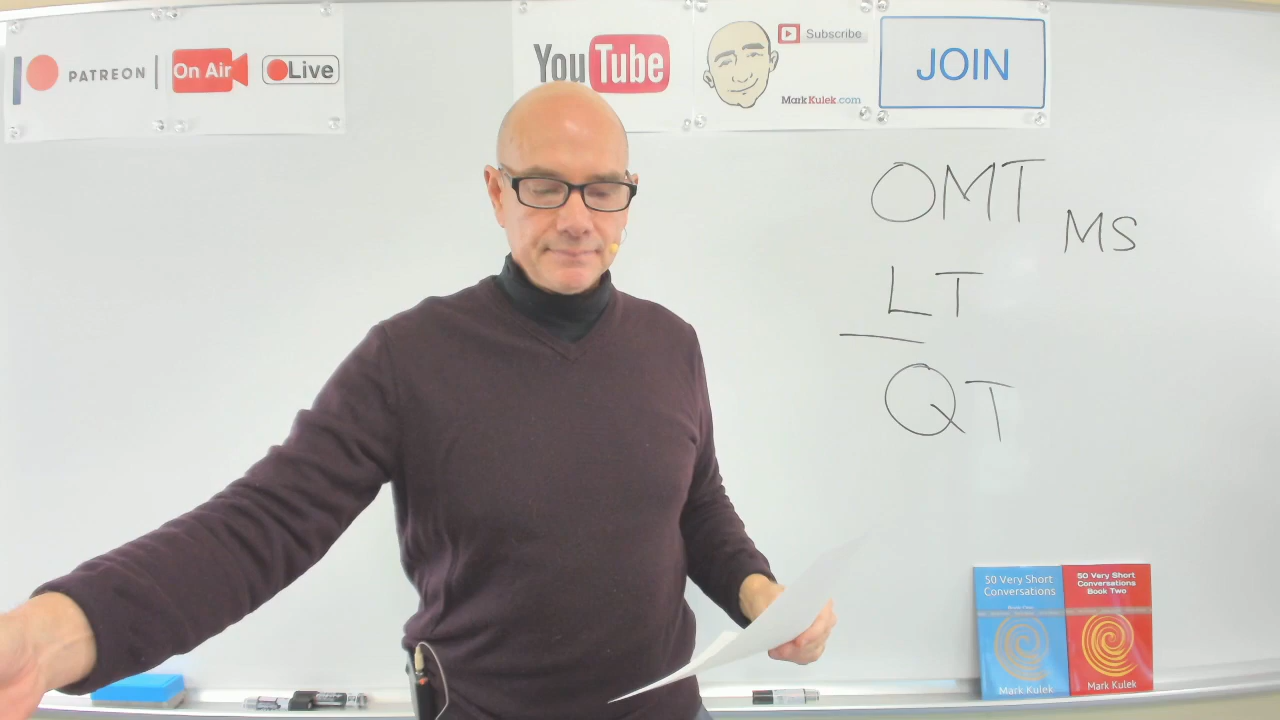 PATREON
On Air
Live
YouTube
Subscribe
MarkKulek.com
JOIN
OMT
MS
LT
QT
50 Very Short
Conversations
Mark Kulek
50 Very Short
Conversations
Book Two
Mark Kulek